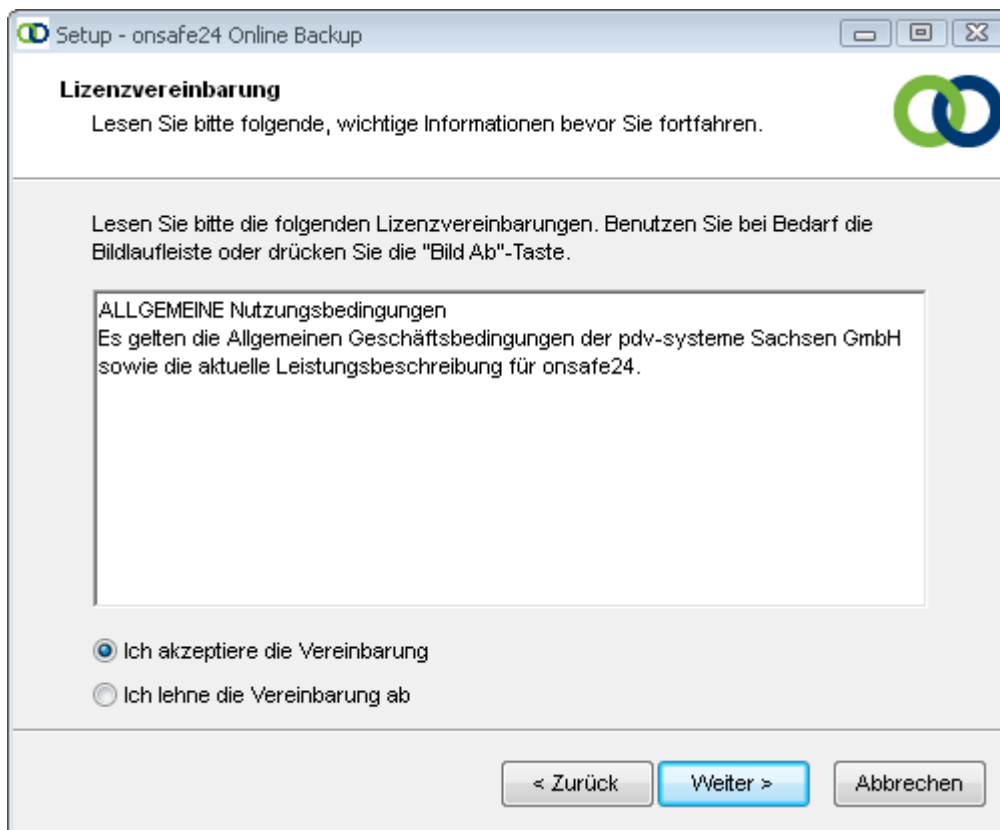 Setup - onsafe24 Online Backup
Lizenzvereinbarung
Lesen Sie bitte folgende, wichtige Informationen bevor Sie fortfahren.
Lesen Sie bitte die folgenden Lizenzvereinbarungen. Benutzen Sie bei Bedarf die
Bildlaufleiste oder drücken Sie die "Bild Ab"-Taste.
ALLGEMEINE Nutzungsbedingungen
Es gelten die Allgemeinen Geschäftsbedingungen der pdv-systeme Sachsen GmbH
sowie die aktuelle Leistungsbeschreibung für onsafe24.
Ich akzeptiere die Vereinbarung
Ich lehne die Vereinbarung ab
< Zurück
Weiter >
Abbrechen